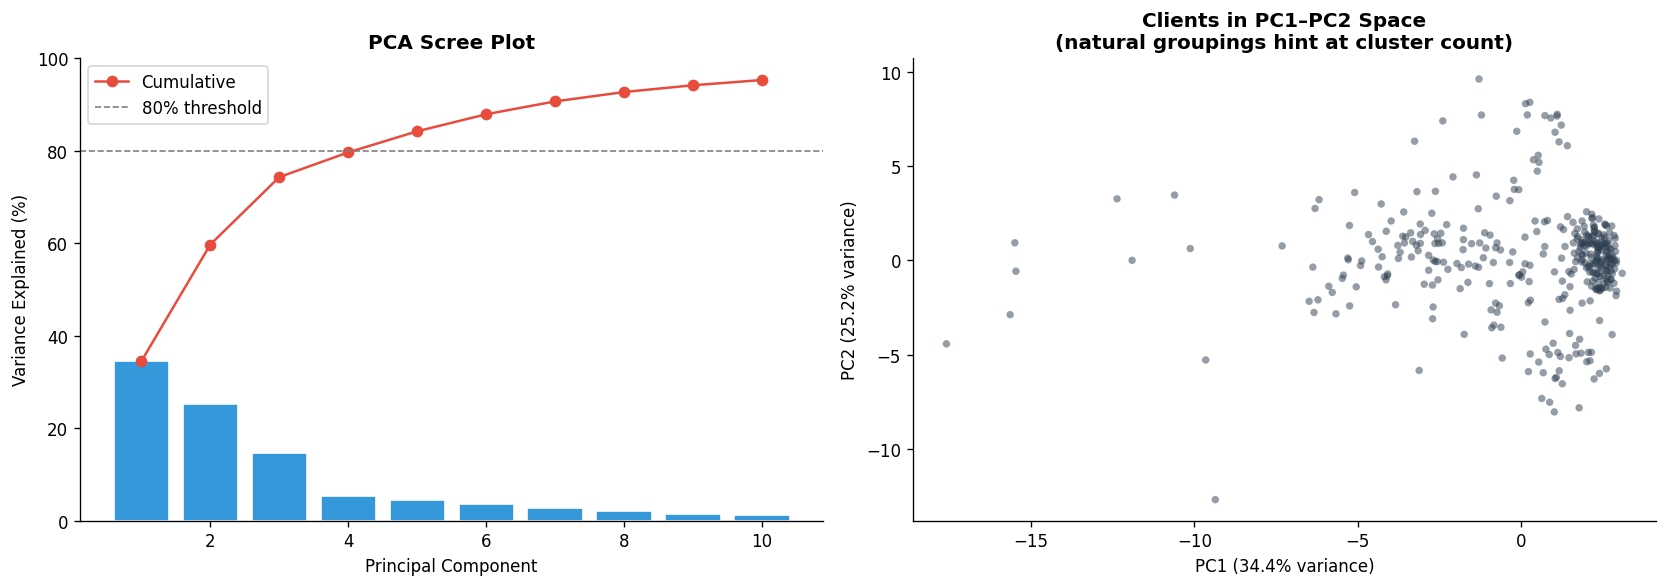 PCA Scree Plot
Variance Explained (%)
100
80
60
40
20
0
Cumulative
80% threshold
2
4
6
8
10
Principal Component
Clients in PC1–PC2 Space
(natural groupings hint at cluster count)
PC2 (25.2% variance)
10
5
0
−5
−10
−15
−10
−5
0
PC1 (34.4% variance)